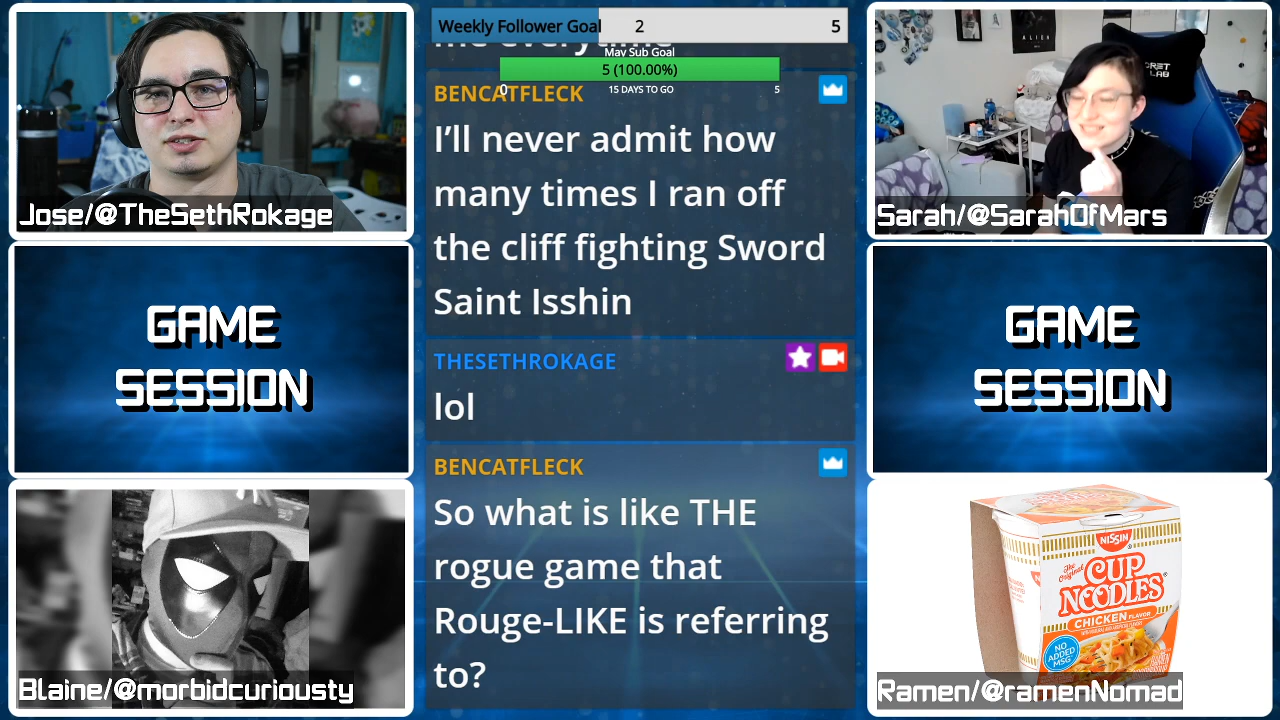 Weekly Follower Goal 2 5
me everytime
May Sub Goal
5 (100.00%)
0 15 DAYS TO GO 5
BENCATFLECK
I’ll never admit how
many times I ran off
the cliff fighting Sword
Saint Isshin
THESETHROKAGE
lol
BENCATFLECK
So what is like THE
rogue game that
Rouge-LIKE is referring
to?
Jose/@TheSethRokage
GAME
SESSION
Blaine/@morbidcuriousty
ALIEN
Sarah/@SarahOfMars
GAME
SESSION
NISSIN
The Original
CUP
NOODLES
CHICKEN FLAVOR
NO
ADDED
MSG
Ramen/@ramenNomad